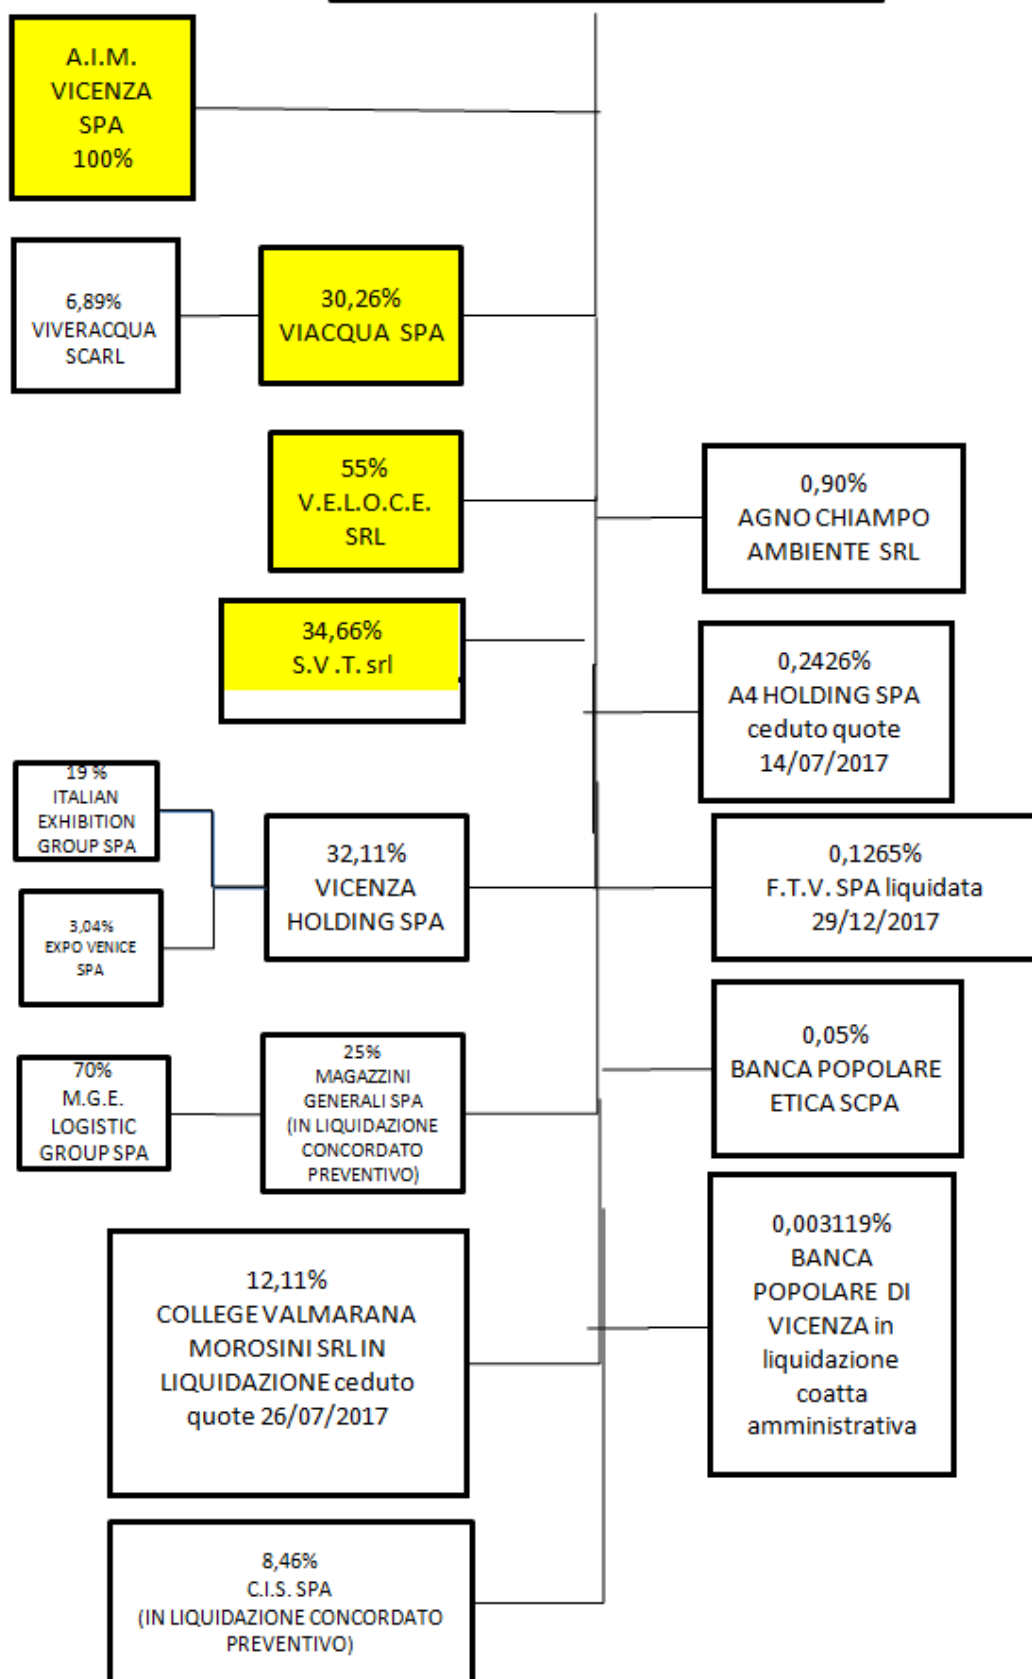 A.I.M.
VICENZA
SPA
100%
6,89%
VIVERACQUA
SCARL
30,26%
VIACQUA SPA
55%
V.E.L.O.C.E.
SRL
0,90%
AGNO CHIAMPO
AMBIENTE SRL
34,66%
S.V .T. srl
0,2426%
A4 HOLDING SPA
ceduto quote
14/07/2017
19 %
ITALIAN
EXHIBITION
GROUP SPA
3,04%
EXPO VENICE
SPA
32,11%
VICENZA
HOLDING SPA
0,1265%
F.T.V. SPA liquidata
29/12/2017
70%
M.G.E.
LOGISTIC
GROUP SPA
25%
MAGAZZINI
GENERALI SPA
(IN LIQUIDAZIONE
CONCORDATO
PREVENTIVO)
0,05%
BANCA POPOLARE
ETICA SCPA
12,11%
COLLEGE VALMARANA
MOROSINI SRL IN
LIQUIDAZIONE ceduto
quote 26/07/2017
0,003119%
BANCA
POPOLARE DI
VICENZA in
liquidazione
coatta
amministrativa
8,46%
C.I.S. SPA
(IN LIQUIDAZIONE CONCORDATO
PREVENTIVO)